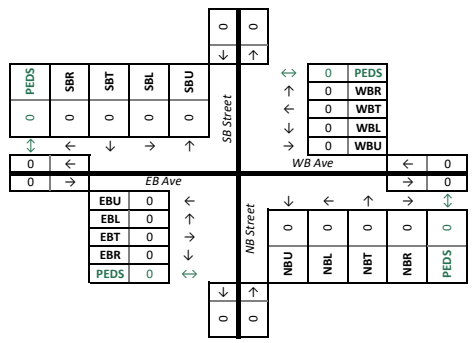 0 0
↓ ↑
PEDS SBR SBT SBL SBU
0 0 0 0 0
↕ ← ↓ → ↑
SB Street
↔ 0 PEDS
↑ 0 WBR
← 0 WBT
↓ 0 WBL
→ 0 WBU
WB Ave
0 ←
← 0
0 →
→ 0
EB Ave
EBU 0 ←
EBL 0 ↑
EBT 0 →
EBR 0 ↓
PEDS 0 ↔
NB Street
↓ ← ↑ → ↕
0 0 0 0 0
NBU NBL NBT NBR PEDS
↓ ↑
0 0